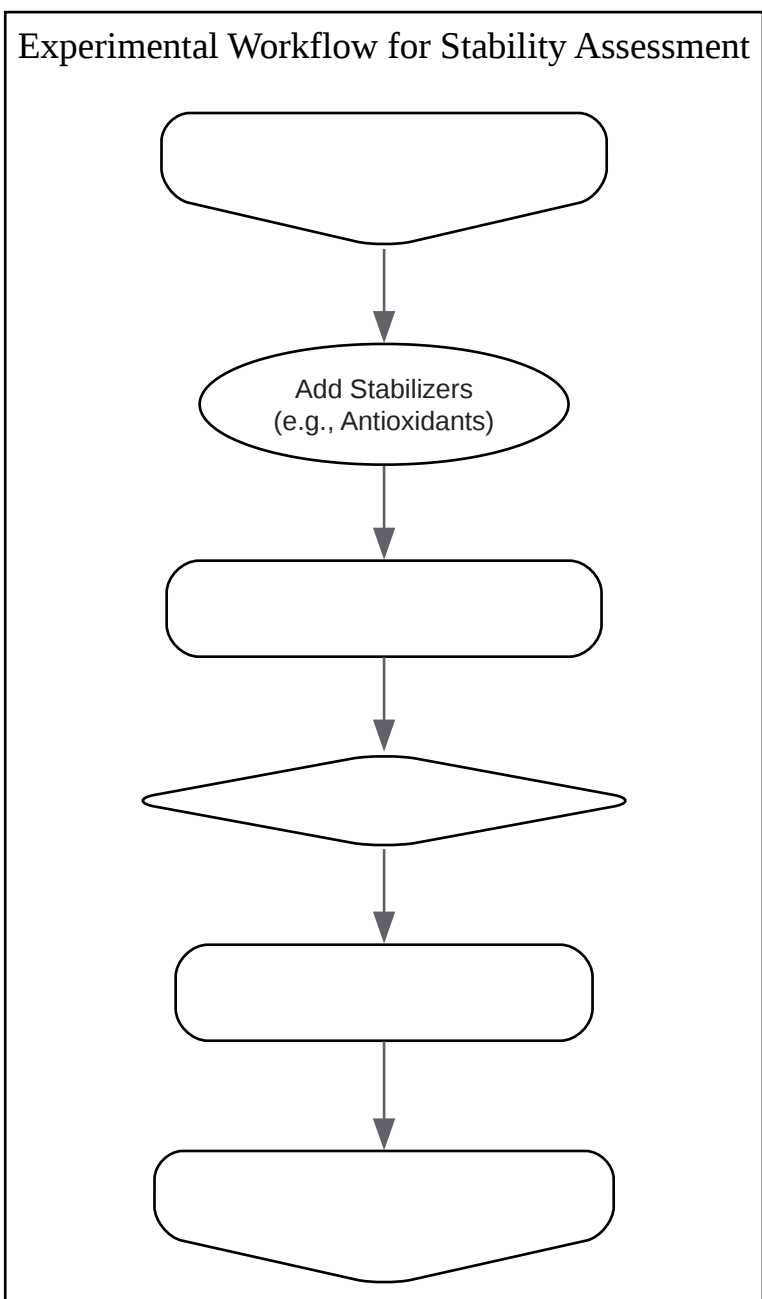 Experimental Workflow for Stability Assessment
Add Stabilizers
(e.g., Antioxidants)